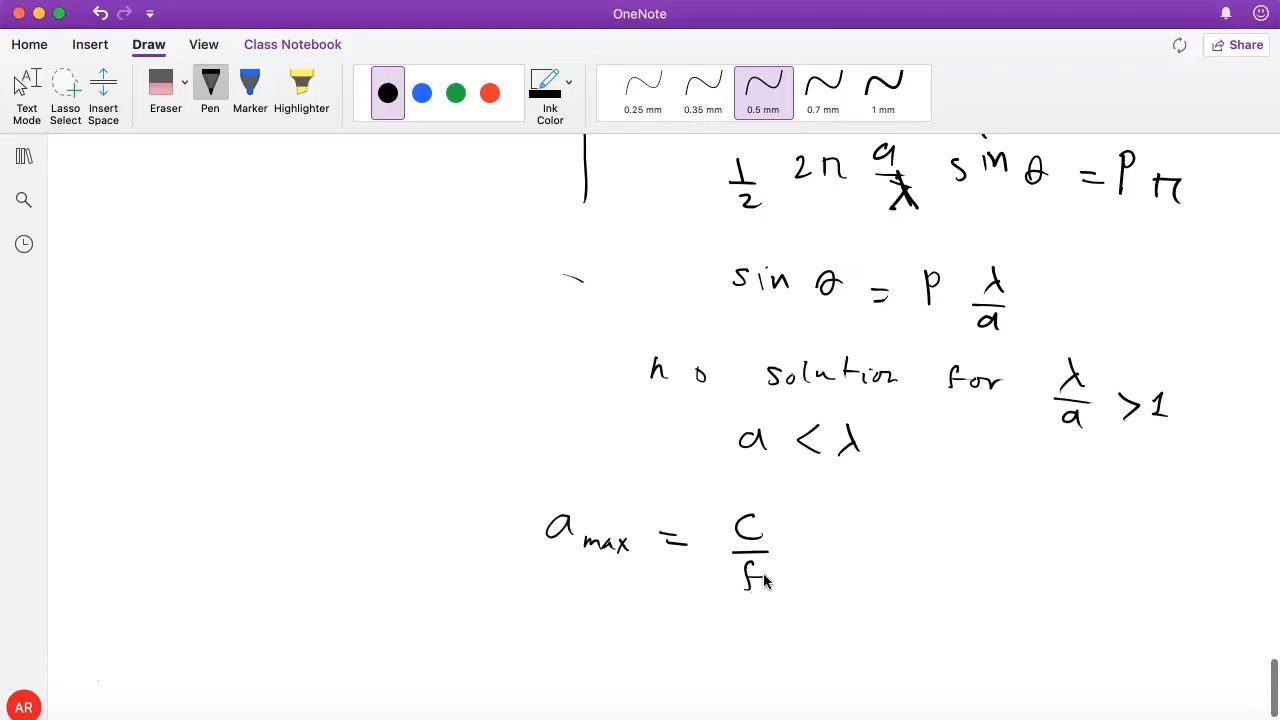 OneNote
Home Insert Draw View Class Notebook Share
Text Mode Lasso Select Insert Space Eraser Pen Marker Highlighter Ink Color 0.25 mm 0.35 mm 0.5 mm 0.7 mm 1 mm
1/2 2π a/λ sin θ = P π
sin θ = P λ/a
no solution for λ/a > 1
a < λ
a max = C/f
AR